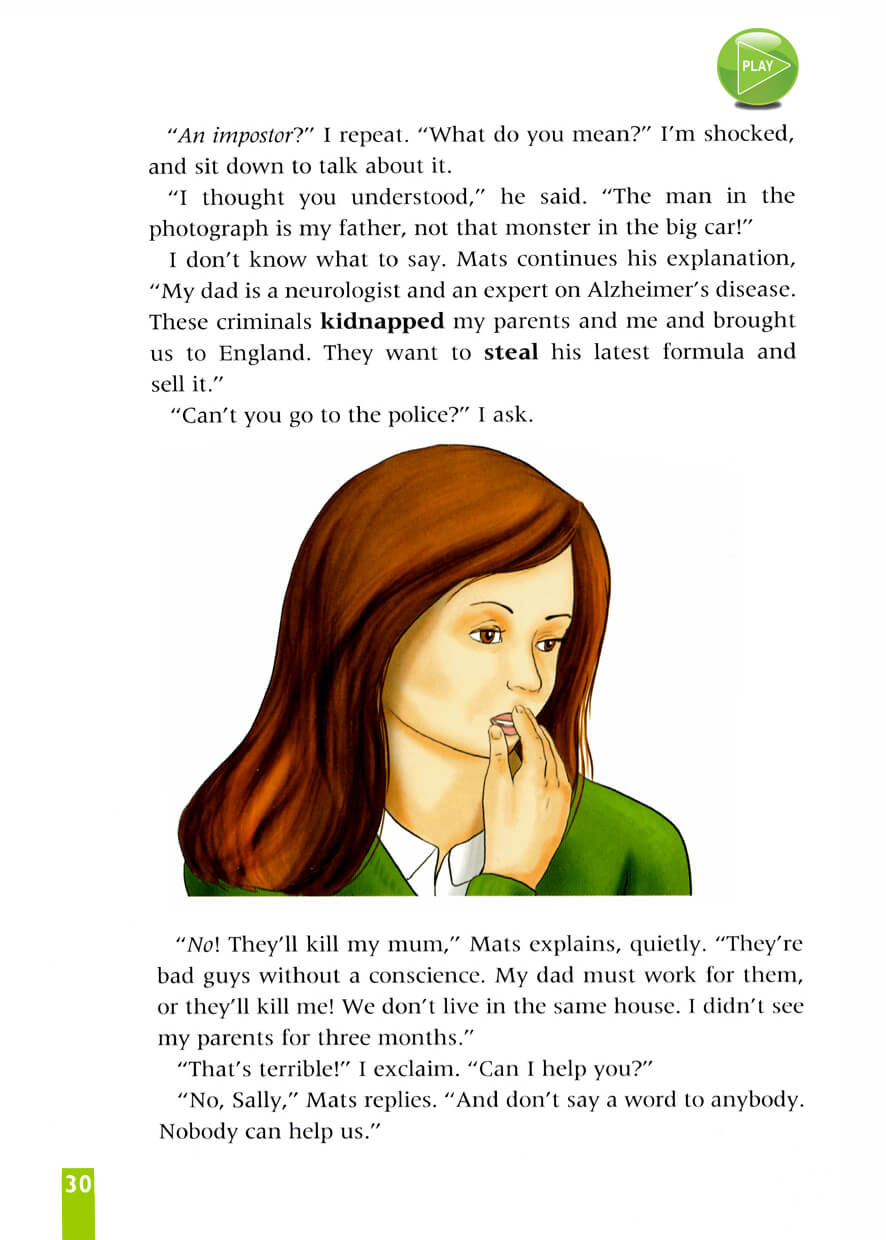 PLAY
“An impostor?” I repeat. “What do you mean?” I’m shocked,
and sit down to talk about it.
“I thought you understood,” he said. “The man in the
photograph is my father, not that monster in the big car!”
I don’t know what to say. Mats continues his explanation,
“My dad is a neurologist and an expert on Alzheimer’s disease.
These criminals kidnapped my parents and me and brought
us to England. They want to steal his latest formula and
sell it.”
“Can’t you go to the police?” I ask.
“No! They’ll kill my mum,” Mats explains, quietly. “They’re
bad guys without a conscience. My dad must work for them,
or they’ll kill me! We don’t live in the same house. I didn’t see
my parents for three months.”
“That’s terrible!” I exclaim. “Can I help you?”
“No, Sally,” Mats replies. “And don’t say a word to anybody.
Nobody can help us.”
30